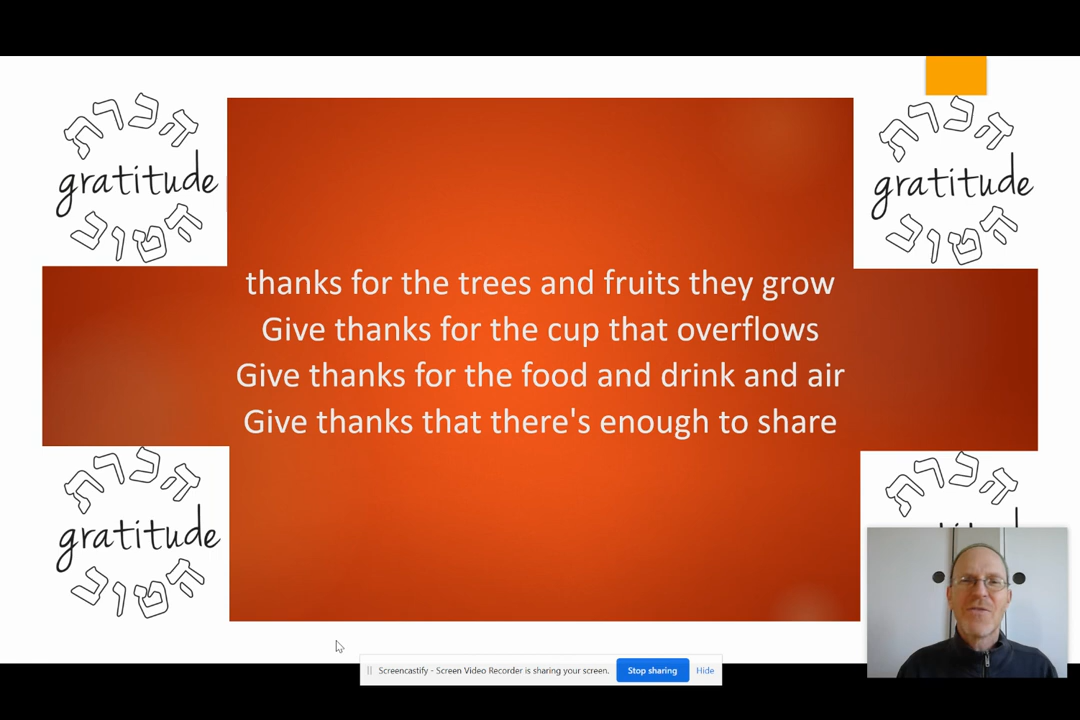 הכרת
gratitude
הטוב
הכרת
gratitude
הטוב
thanks for the trees and fruits they grow
Give thanks for the cup that overflows
Give thanks for the food and drink and air
Give thanks that there's enough to share
הכרת
gratitude
הטוב
הכרת
Screencastify - Screen Video Recorder is sharing your screen.
Stop sharing
Hide